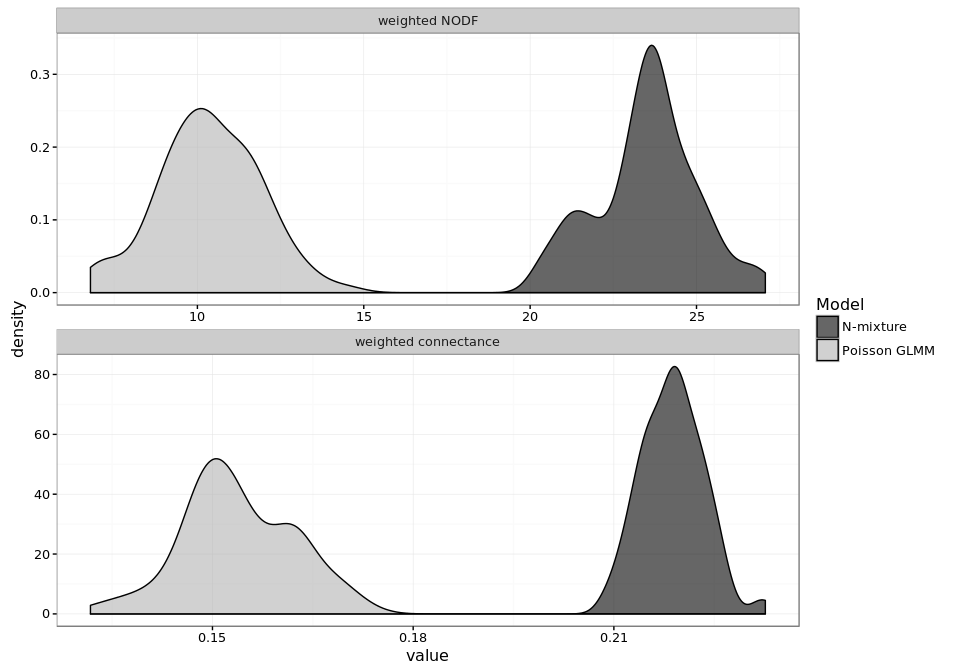 weighted NODF
0.3
0.2
0.1
0.0
10 15 20 25
weighted connectance
80
60
40
20
0
0.15 0.18 0.21
value
density
Model
N-mixture
Poisson GLMM